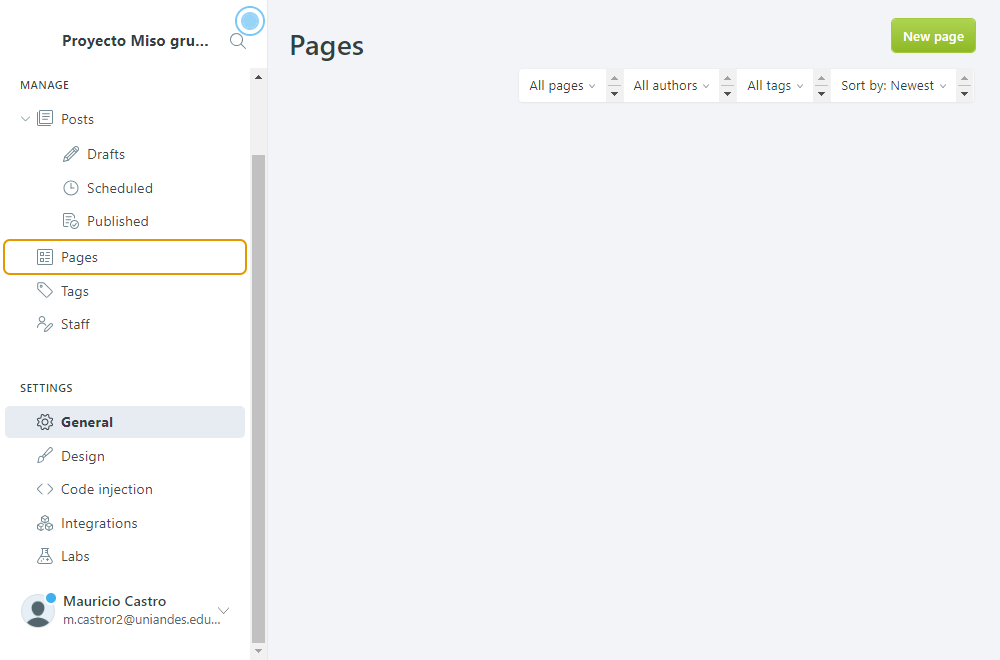 Proyecto Miso gru...
MANAGE
Posts
Drafts
Scheduled
Published
Pages
Tags
Staff
SETTINGS
General
Design
Code injection
Integrations
Labs
Mauricio Castro
m.castror2@uniandes.edu...
Pages
New page
All pages All authors All tags Sort by: Newest